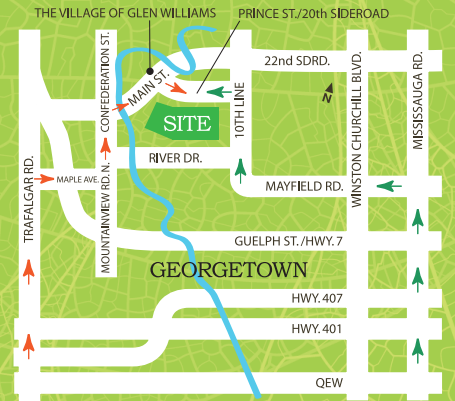 THE VILLAGE OF GLEN WILLIAMS
PRINCE ST./20th SIDEROAD
CONFEDERATION ST.
MAIN ST.
22nd SDRD.
N
WINSTON CHURCHILL BLVD.
MISSISSAUGA RD.
10TH LINE
SITE
RIVER DR.
TRAFALGAR RD.
MAPLE AVE.
MOUNTAINVIEW RD.N.
MAYFIELD RD.
GUELPH ST./HWY.7
GEORGETOWN
HWY.407
HWY.401
QEW